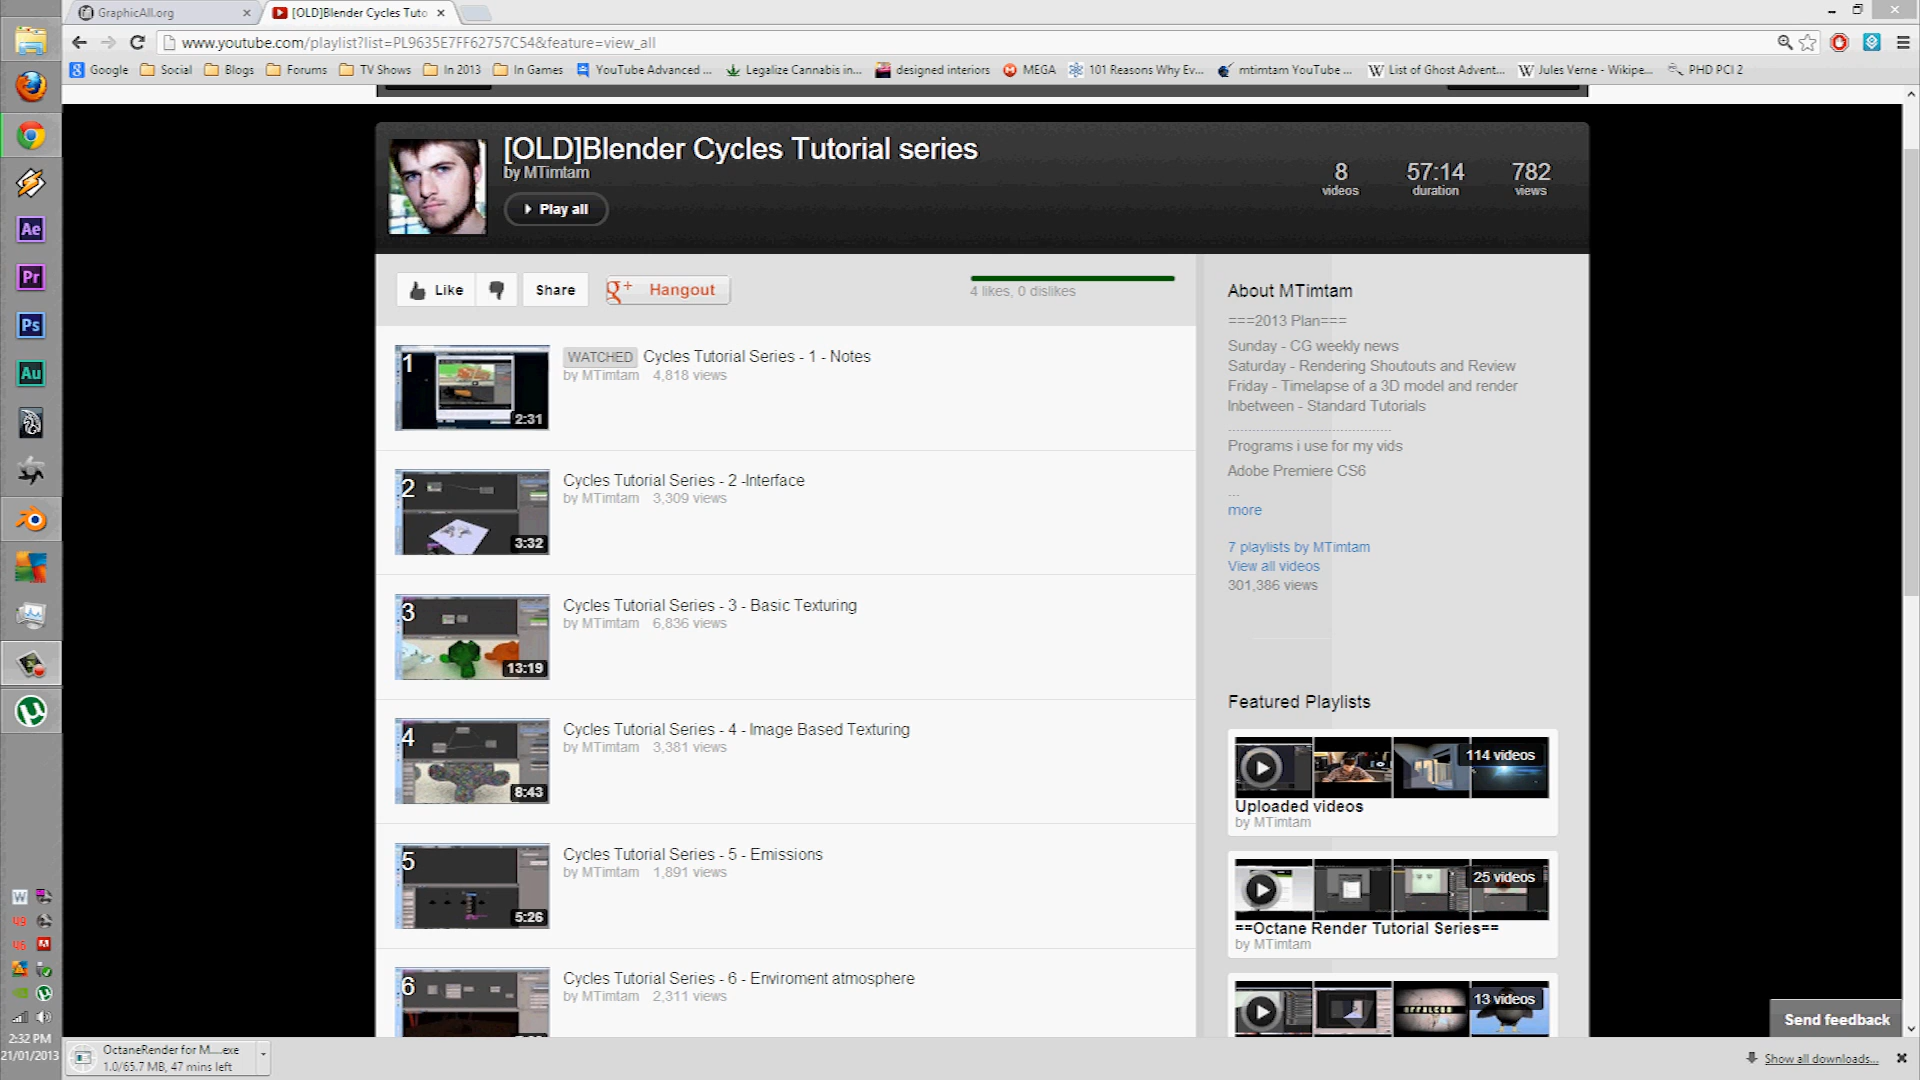 GraphicAll.org
[OLD]Blender Cycles Tuto
www.youtube.com/playlist?list=PL9635E7FF62757C54&feature=view_all
Google Social Blogs Forums TV Shows In 2013 In Games YouTube Advanced ... Legalize Cannabis in... designed interiors MEGA 101 Reasons Why Ev... mtimtam YouTube ... List of Ghost Advent... Jules Verne - Wikipe... PHD PCI 2
[OLD]Blender Cycles Tutorial series
by MTimtam
Play all
8 videos
57:14 duration
782 views
Like
Share
g+ Hangout
4 likes, 0 dislikes
1
2:31
WATCHED Cycles Tutorial Series - 1 - Notes
by MTimtam 4,818 views
2
3:32
Cycles Tutorial Series - 2 -Interface
by MTimtam 3,309 views
3
13:19
Cycles Tutorial Series - 3 - Basic Texturing
by MTimtam 6,836 views
4
8:43
Cycles Tutorial Series - 4 - Image Based Texturing
by MTimtam 3,381 views
5
5:26
Cycles Tutorial Series - 5 - Emissions
by MTimtam 1,891 views
6
Cycles Tutorial Series - 6 - Enviroment atmosphere
by MTimtam 2,311 views
About MTimtam
===2013 Plan===
Sunday - CG weekly news
Saturday - Rendering Shoutouts and Review
Friday - Timelapse of a 3D model and render
Inbetween - Standard Tutorials
Programs i use for my vids
Adobe Premiere CS6
...
more
7 playlists by MTimtam
View all videos
301,386 views
Featured Playlists
114 videos
Uploaded videos
by MTimtam
25 videos
==Octane Render Tutorial Series==
by MTimtam
13 videos
Send feedback
Ae
Pr
Ps
Au
W
49
46
2:32 PM
21/01/2013
OctaneRender for M....exe
1.0/65.7 MB, 47 mins left
Show all downloads...